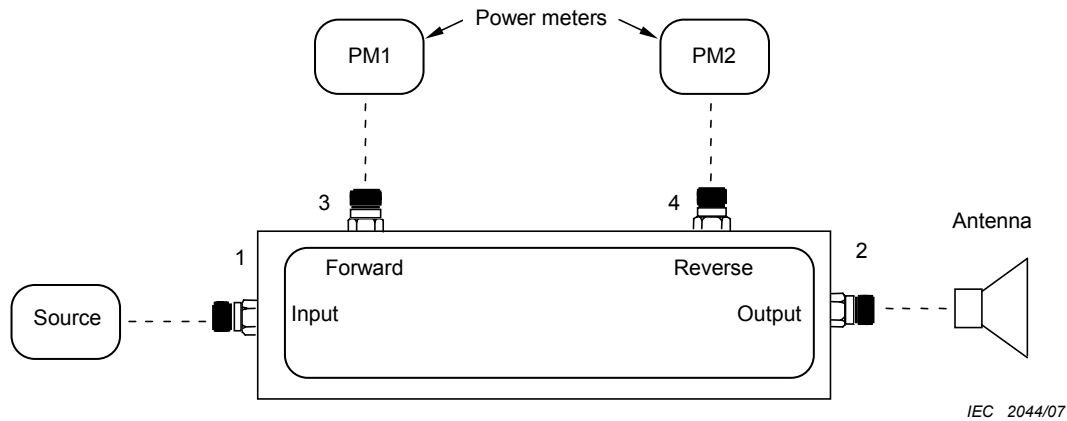 Power meters
PM1
PM2
3
4
Antenna
1
2
Forward
Reverse
Source
Input
Output
IEC 2044/07